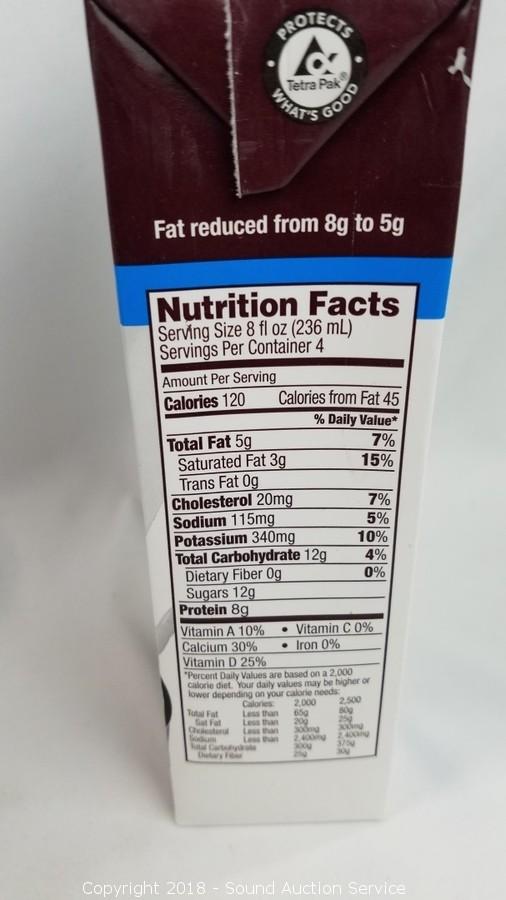 PROTECTS
Tetra Pak®
WHAT'S GOOD
Fat reduced from 8g to 5g
Nutrition Facts
Serving Size 8 fl oz (236 mL)
Servings Per Container 4
Amount Per Serving
Calories 120 Calories from Fat 45
% Daily Value*
Total Fat 5g 7%
Saturated Fat 3g 15%
Trans Fat 0g
Cholesterol 20mg 7%
Sodium 115mg 5%
Potassium 340mg 10%
Total Carbohydrate 12g 4%
Dietary Fiber 0g 0%
Sugars 12g
Protein 8g
Vitamin A 10% • Vitamin C 0%
Calcium 30% • Iron 0%
Vitamin D 25%
*Percent Daily Values are based on a 2,000
calorie diet. Your daily values may be higher or
lower depending on your calorie needs:
Calories: 2,000 2,500
Total Fat Less than 65g 80g
Sat Fat Less than 20g 25g
Cholesterol Less than 300mg 300mg
Sodium Less than 2,400mg 2,400mg
Total Carbohydrate 300g 375g
Dietary Fiber 25g 30g
Copyright 2018 - Sound Auction Service